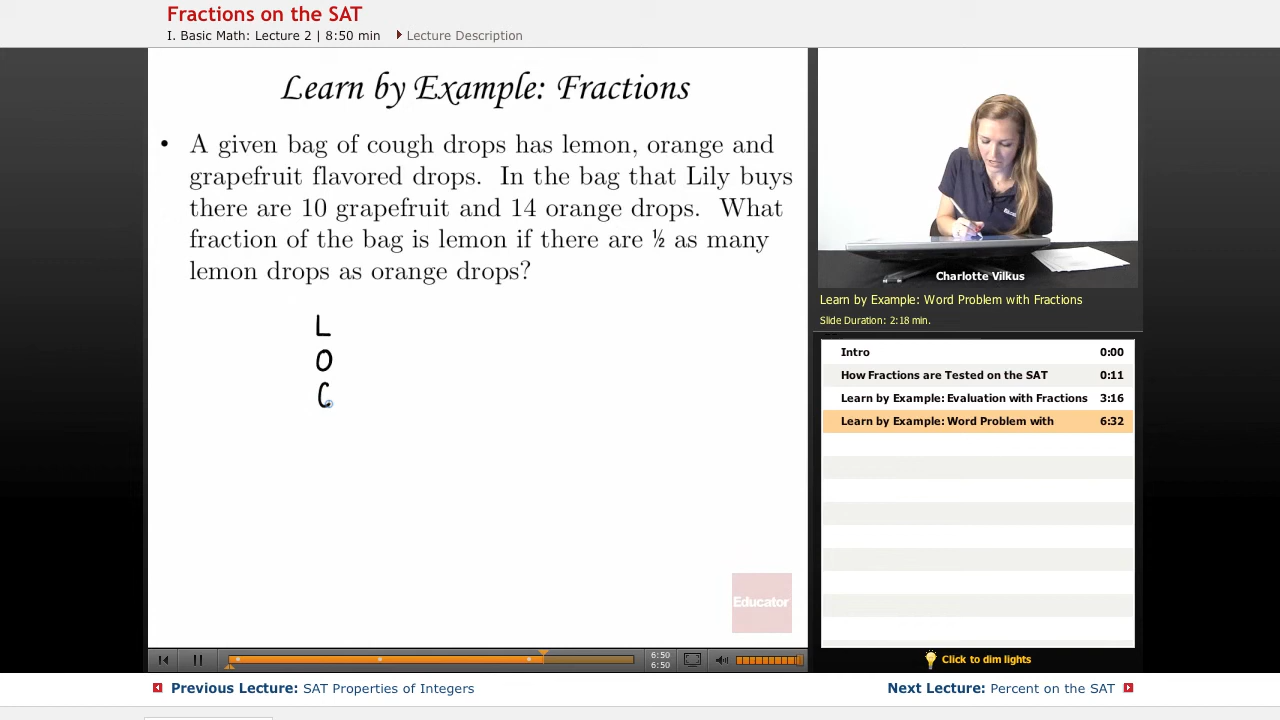 Fractions on the SAT
I. Basic Math: Lecture 2 | 8:50 min Lecture Description
Learn by Example: Fractions
• A given bag of cough drops has lemon, orange and
grapefruit flavored drops. In the bag that Lily buys
there are 10 grapefruit and 14 orange drops. What
fraction of the bag is lemon if there are ½ as many
lemon drops as orange drops?
L
O
Educator
6:50
6:50
Charlotte Vilkus
Learn by Example: Word Problem with Fractions
Slide Duration: 2:18 min.
Intro 0:00
How Fractions are Tested on the SAT 0:11
Learn by Example: Evaluation with Fractions 3:16
Learn by Example: Word Problem with 6:32
Click to dim lights
Previous Lecture: SAT Properties of Integers
Next Lecture: Percent on the SAT